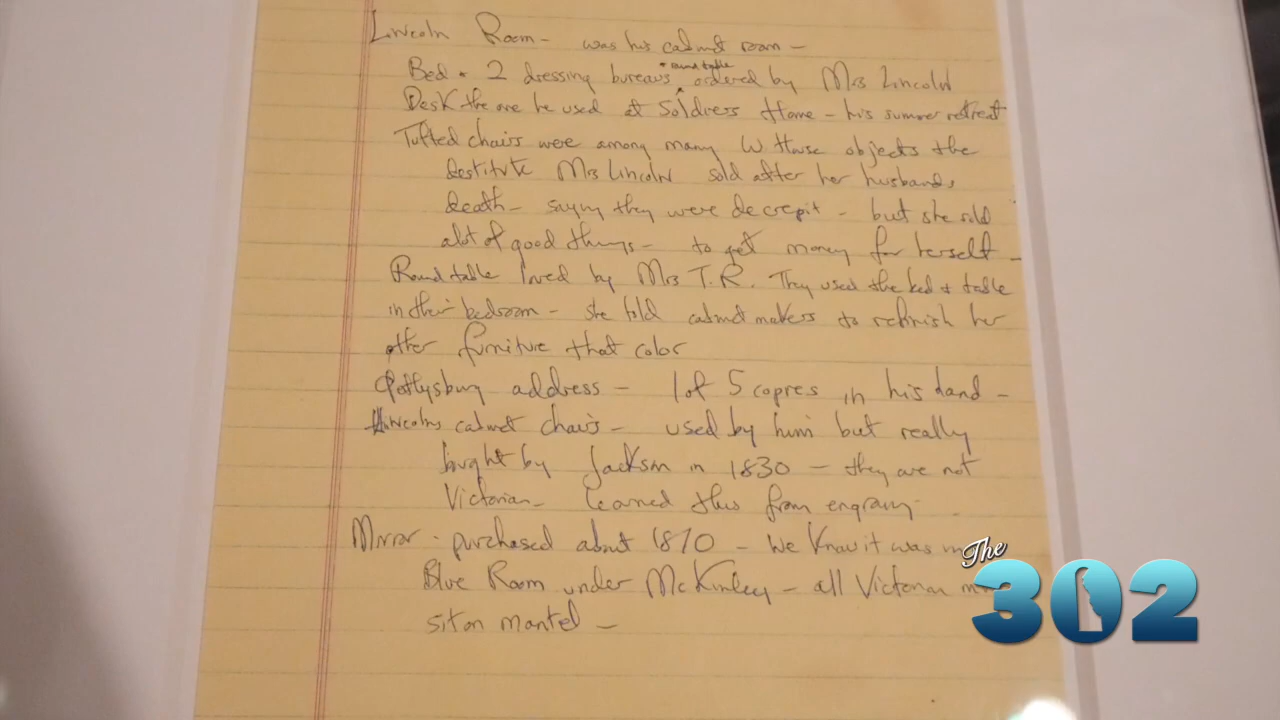 Lincoln Room - was his cabinet room -
Bed + 2 dressing bureaus + round table ordered by Mrs Lincoln
Desk the one he used at Soldiers Home - his summer retreat
Tufted chairs were among many W House objects the
destitute Mrs Lincoln sold after her husbands
death - saying they were decrepit - but she sold
alot of good things - to get money for herself -
Round table loved by Mrs T.R. They used the bed + table
in their bedroom - she told cabinet makers to refinish her
other furniture that color
Gettysburg address - 1 of 5 copies in his hand -
Lincolns cabinet chairs - used by him but really
bought by Jackson in 1830 - they are not
Victorian - learned this from engraving
Mirror - purchased about 1810 - We know it was
Blue Room under McKinley - all Victorian
sit on mantel -
The
302